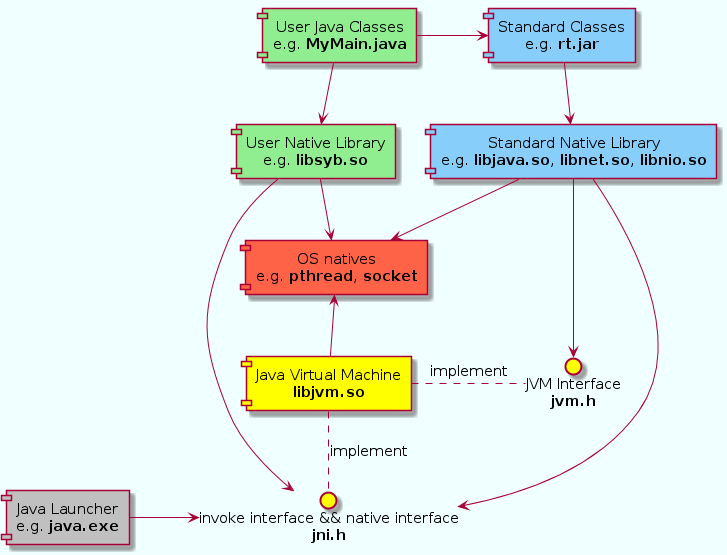 User Java Classes
e.g. MyMain.java
Standard Classes
e.g. rt.jar
User Native Library
e.g. libsyb.so
Standard Native Library
e.g. libjava.so, libnet.so, libnio.so
OS natives
e.g. pthread, socket
Java Virtual Machine
libjvm.so
implement
JVM Interface
jvm.h
implement
Java Launcher
e.g. java.exe
invoke interface && native interface
jni.h